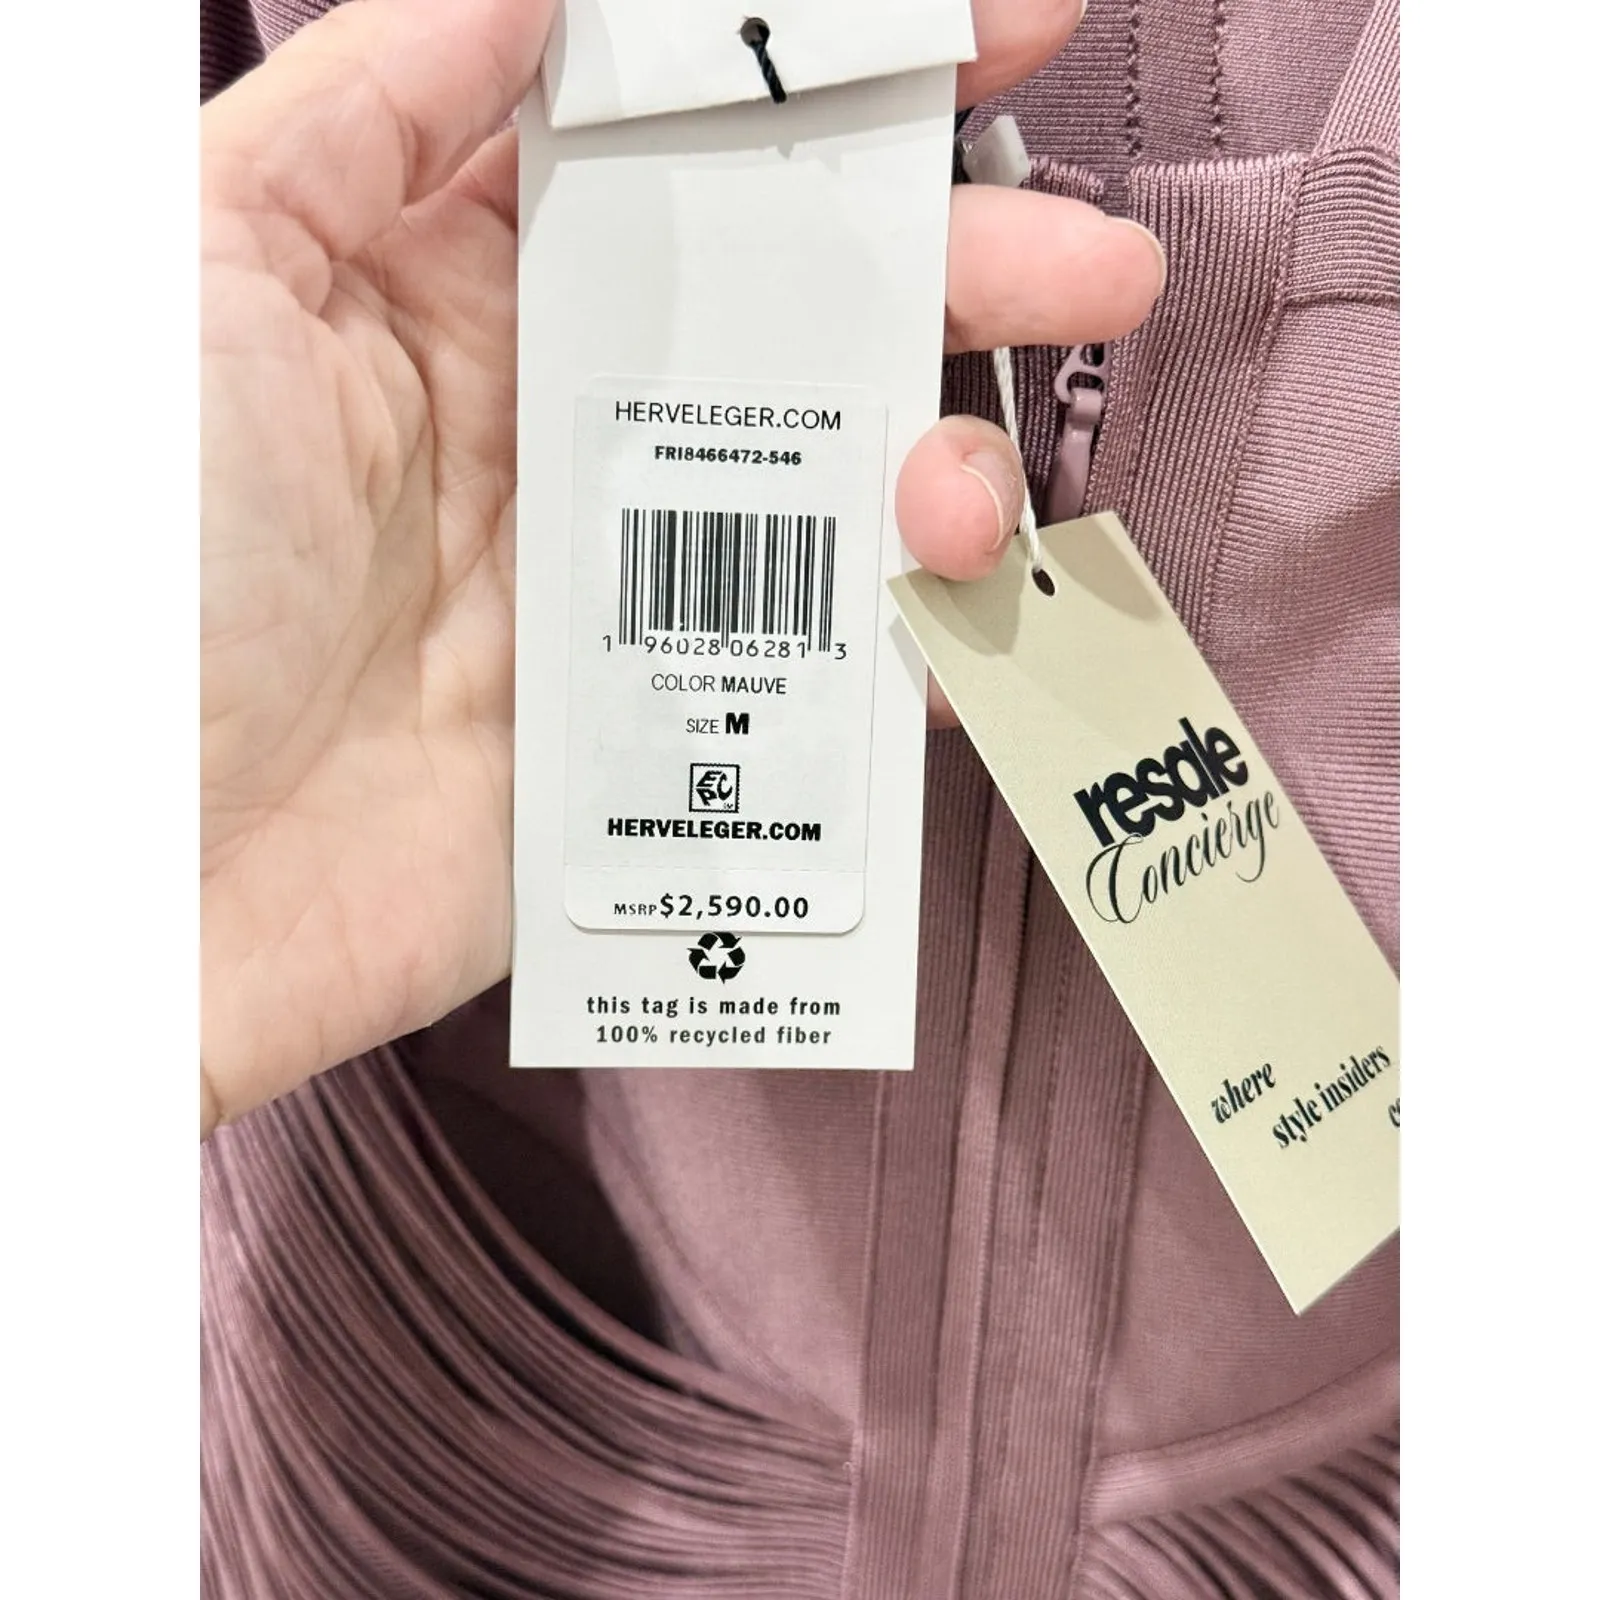 HERVELEGER.COM
FRI8466472-546
1 96028 06281 3
COLOR MAUVE
SIZE M
EPC
HERVELEGER.COM
MSRP $2,590.00
this tag is made from
100% recycled fiber
resale
Concierge
where
style insiders